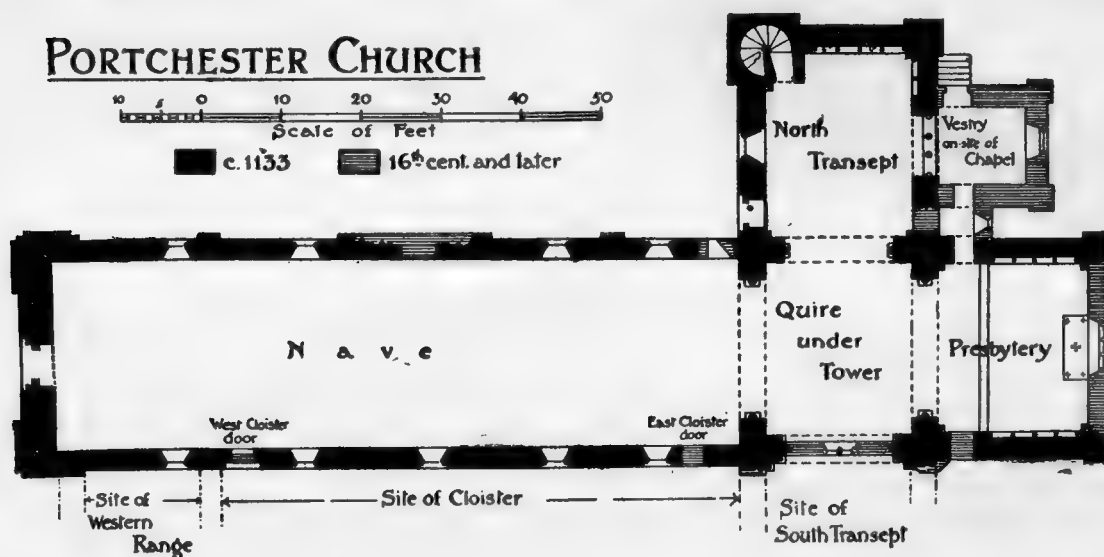 PORTCHESTER CHURCH
10 5 0 10 20 30 40 50
Scale of Feet
c. 1133
16th cent. and later
North
Transept
Vestry
on site of
Chapel
Nave
Quire
under
Tower
Presbytery
West Cloister
door
East Cloister
door
Site of
Western
Range
Site of Cloister
Site of
South Transept